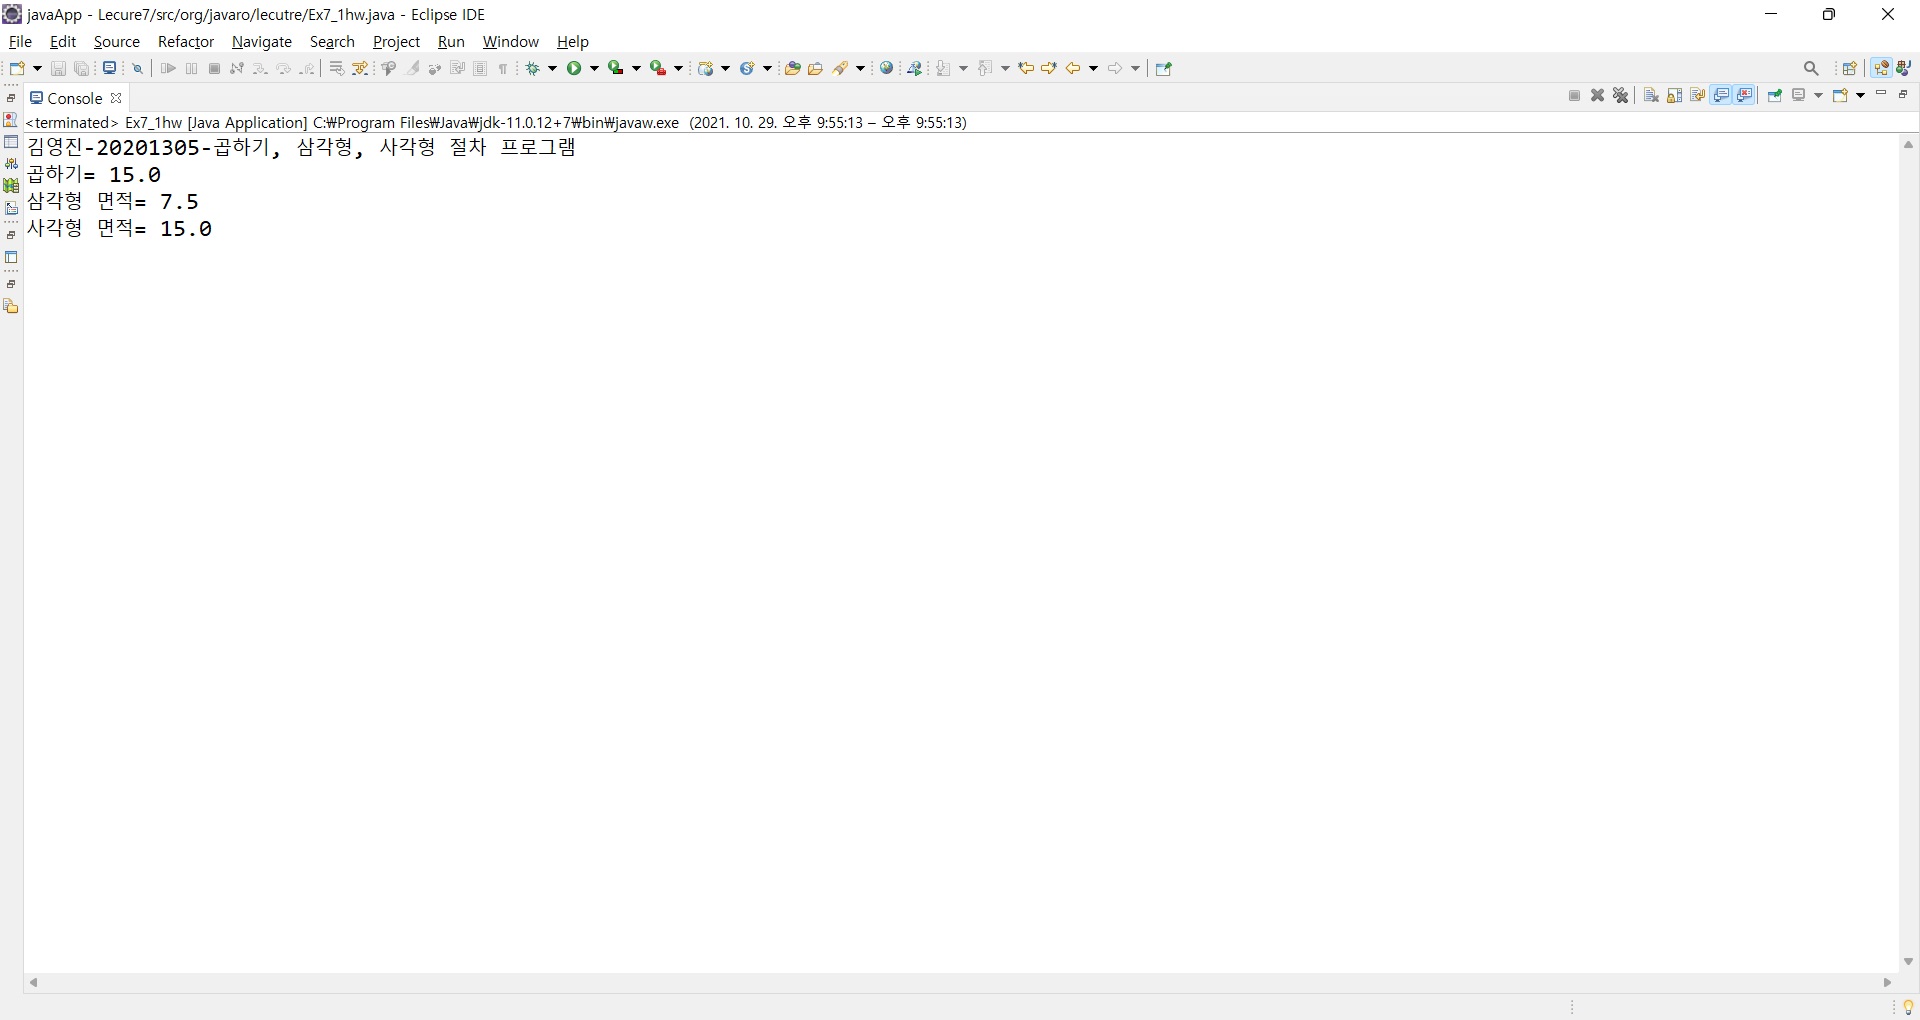 javaApp - Lecure7/src/org/javaro/lecutre/Ex7_1hw.java - Eclipse IDE
File Edit Source Refactor Navigate Search Project Run Window Help
Console
<terminated> Ex7_1hw [Java Application] C:₩Program Files₩Java₩jdk-11.0.12+7₩bin₩javaw.exe (2021. 10. 29. 오후 9:55:13 – 오후 9:55:13)
김영진-20201305-곱하기, 삼각형, 사각형 절차 프로그램
곱하기= 15.0
삼각형 면적= 7.5
사각형 면적= 15.0